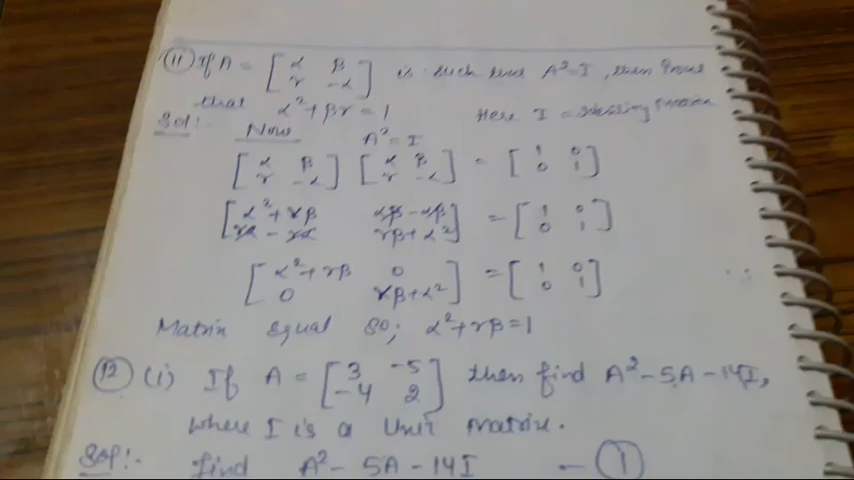 (11) If A = [α β; γ -α] is such that A² = I, then Prove
that α² + βγ = 1 Here I = Identity Matrix
Sol:- Now A² = I
[α β; γ -α] [α β; γ -α] = [1 0; 0 1]
[α² + γβ αβ - αβ; γα - γα γβ + α²] = [1 0; 0 1]
[α² + γβ 0; 0 γβ + α²] = [1 0; 0 1]
Matrix equal so; α² + γβ = 1
(12) (i) If A = [3 -5; -4 2] then find A² - 5A - 14I,
where I is a Unit matrix.
Sol:- find A² - 5A - 14I — (1)